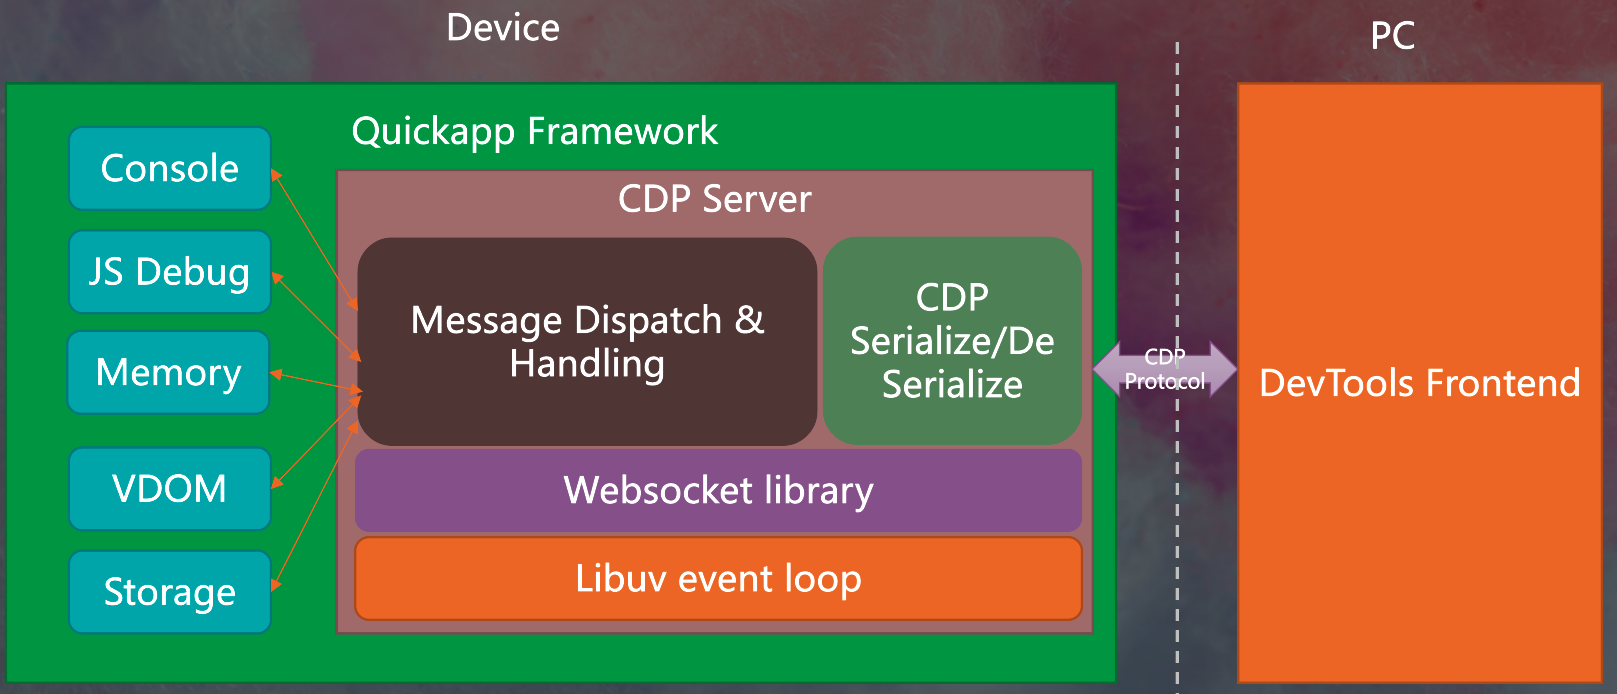 Device
PC
Quickapp Framework
Console
JS Debug
Memory
VDOM
Storage
CDP Server
Message Dispatch &
Handling
CDP
Serialize/De
Serialize
Websocket library
Libuv event loop
CDP
Protocol
DevTools Frontend